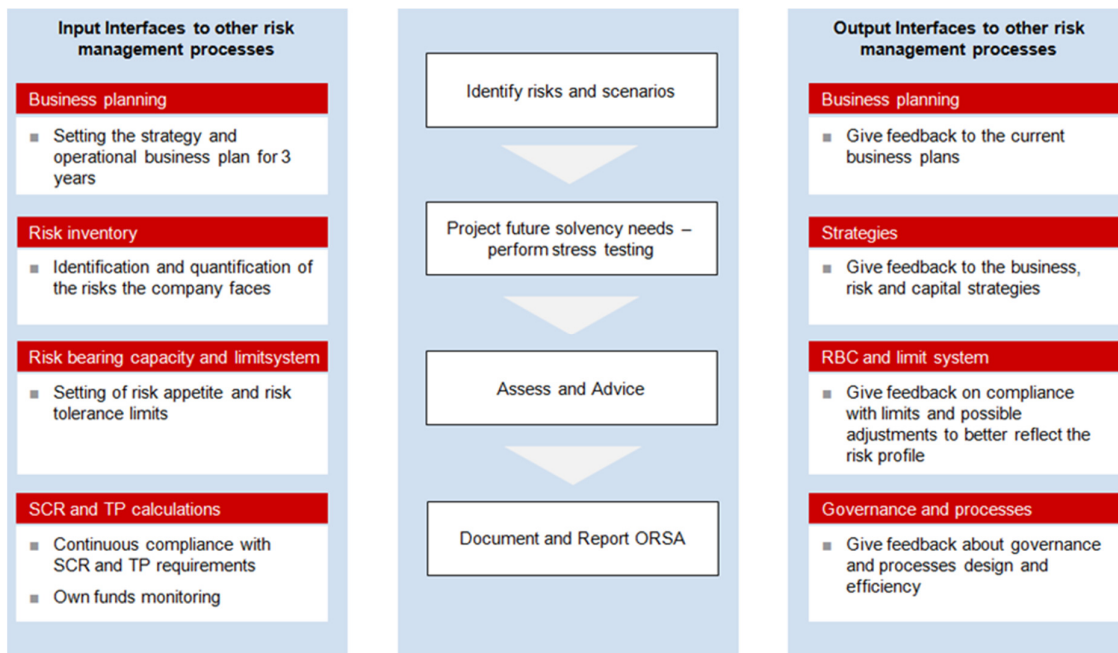 Input Interfaces to other risk
management processes
Business planning
Setting the strategy and
operational business plan for 3
years
Risk inventory
Identification and quantification of
the risks the company faces
Risk bearing capacity and limitsystem
Setting of risk appetite and risk
tolerance limits
SCR and TP calculations
Continuous compliance with
SCR and TP requirements
Own funds monitoring
Identify risks and scenarios
Project future solvency needs –
perform stress testing
Assess and Advice
Document and Report ORSA
Output Interfaces to other risk
management processes
Business planning
Give feedback to the current
business plans
Strategies
Give feedback to the business,
risk and capital strategies
RBC and limit system
Give feedback on compliance
with limits and possible
adjustments to better reflect the
risk profile
Governance and processes
Give feedback about governance
and processes design and
efficiency